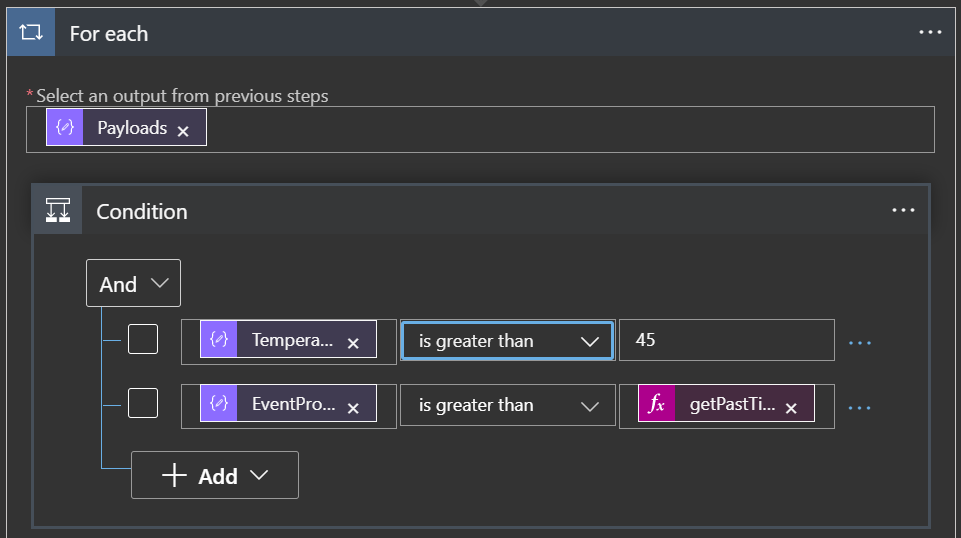 For each
*Select an output from previous steps
Payloads
Condition
And
Tempera... is greater than 45
EventPro... is greater than fx getPastTi...
Add